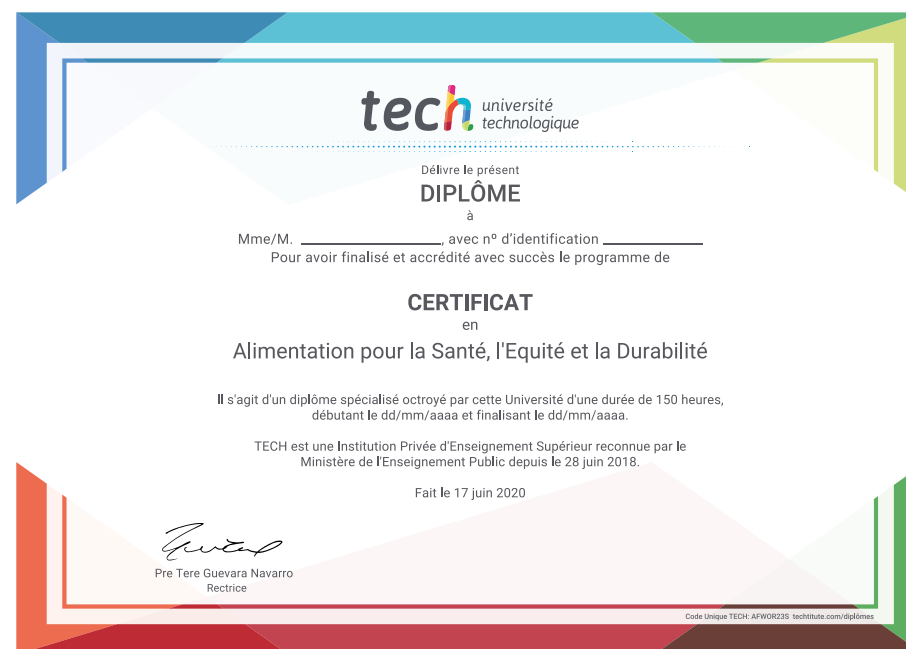 tech université
technologique
Délivre le présent
DIPLÔME
à
Mme/M. ____________________, avec nº d'identification ______________
Pour avoir finalisé et accrédité avec succès le programme de
CERTIFICAT
en
Alimentation pour la Santé, l'Equité et la Durabilité
Il s'agit d'un diplôme spécialisé octroyé par cette Université d'une durée de 150 heures,
débutant le dd/mm/aaaa et finalisant le dd/mm/aaaa.
TECH est une Institution Privée d'Enseignement Supérieur reconnue par le
Ministère de l'Enseignement Public depuis le 28 juin 2018.
Fait le 17 juin 2020
Pre Tere Guevara Navarro
Rectrice
Code Unique TECH: AFWOR23S techtitute.com/diplômes